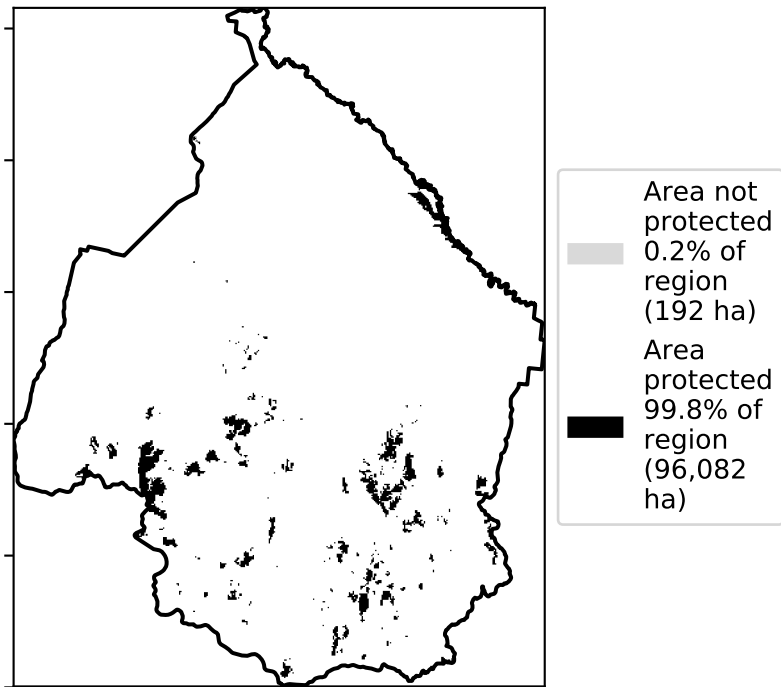 Area not
protected
0.2% of
region
(192 ha)
Area
protected
99.8% of
region
(96,082
ha)